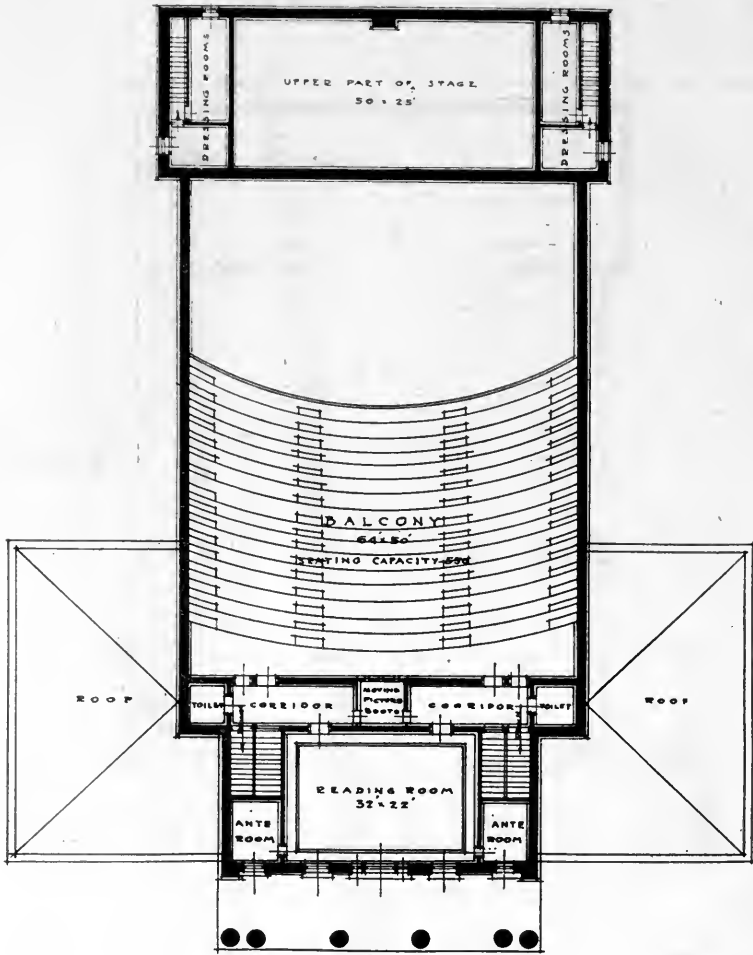 DRESSING ROOMS
UPPER PART OF STAGE
50 × 25'
DRESSING ROOMS
BALCONY
64'×50'
SEATING CAPACITY 550
ROOF
ROOF
TOILET
CORRIDOR
MOVING
PICTURE
BOOTH
CORRIDOR
TOILET
READING ROOM
32'×22'
ANTE
ROOM
ANTE
ROOM